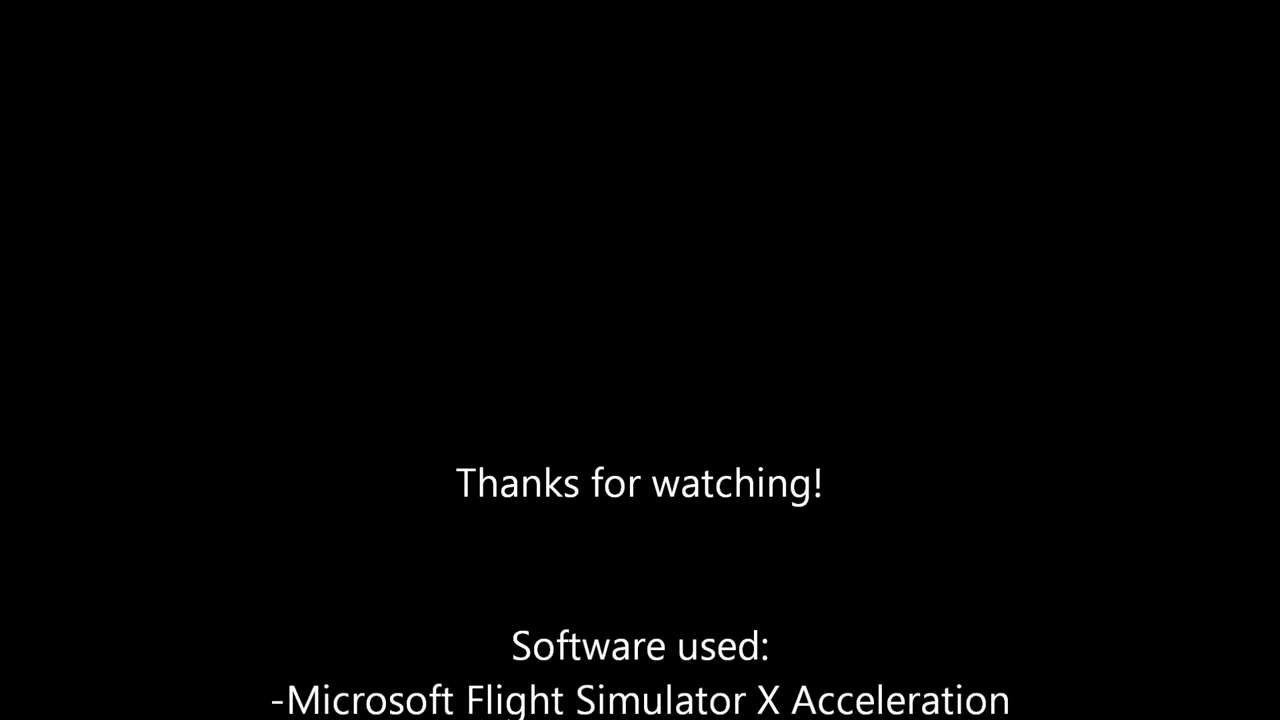 Thanks for watching!
Software used:
-Microsoft Flight Simulator X Acceleration